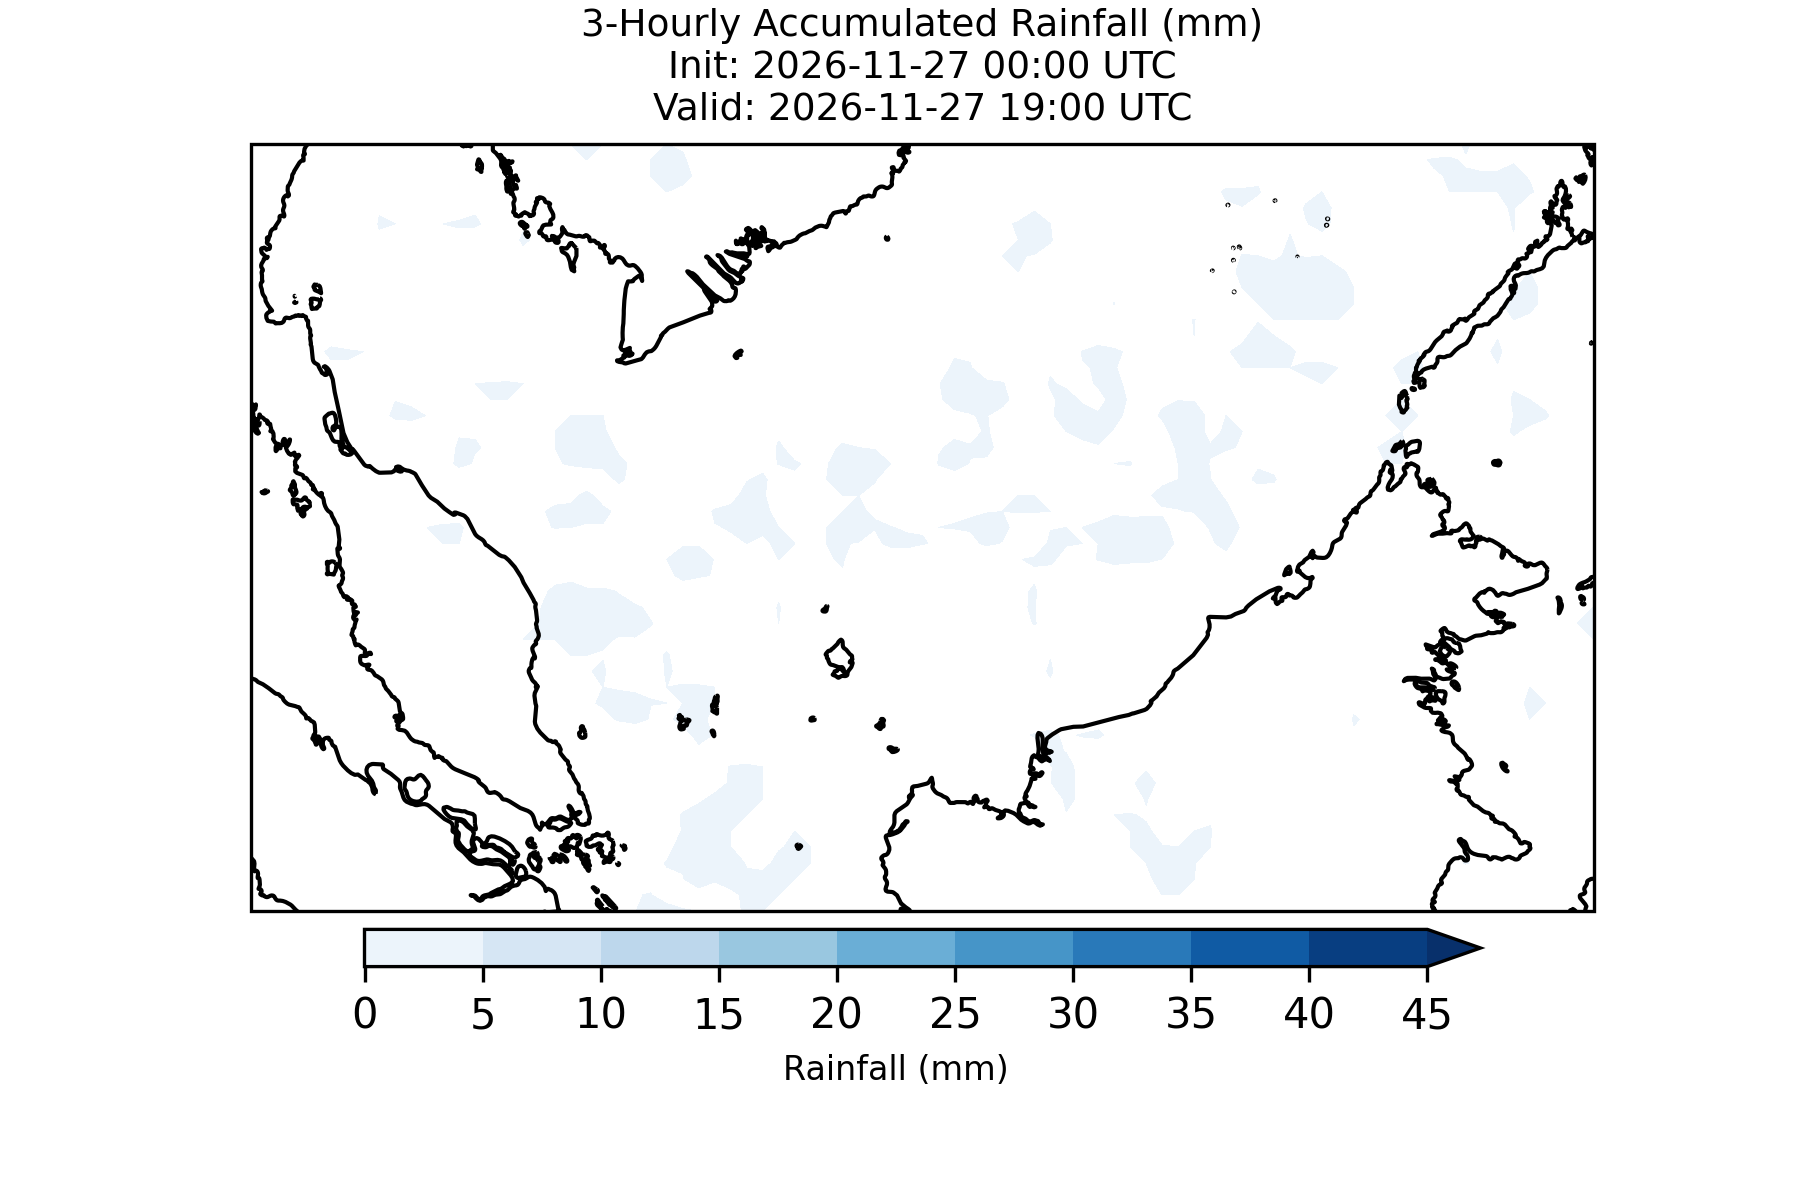 3-Hourly Accumulated Rainfall (mm)
Init: 2026-11-27 00:00 UTC
Valid: 2026-11-27 19:00 UTC
0 5 10 15 20 25 30 35 40 45
Rainfall (mm)